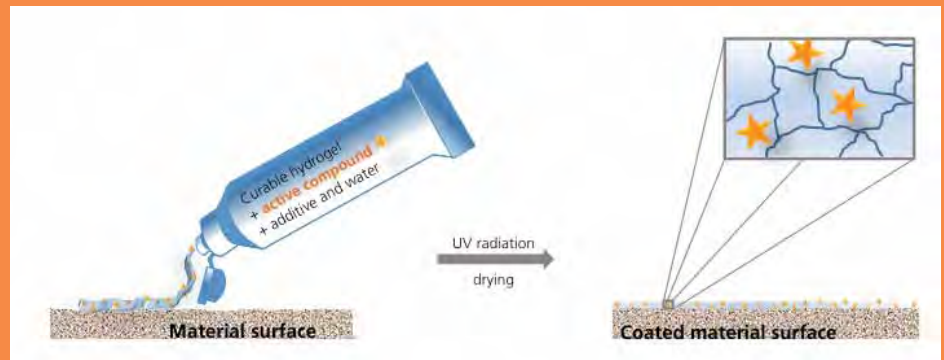 Curable hydrogel
+ active compound
+ additive and water
Material surface
UV radiation
drying
Coated material surface